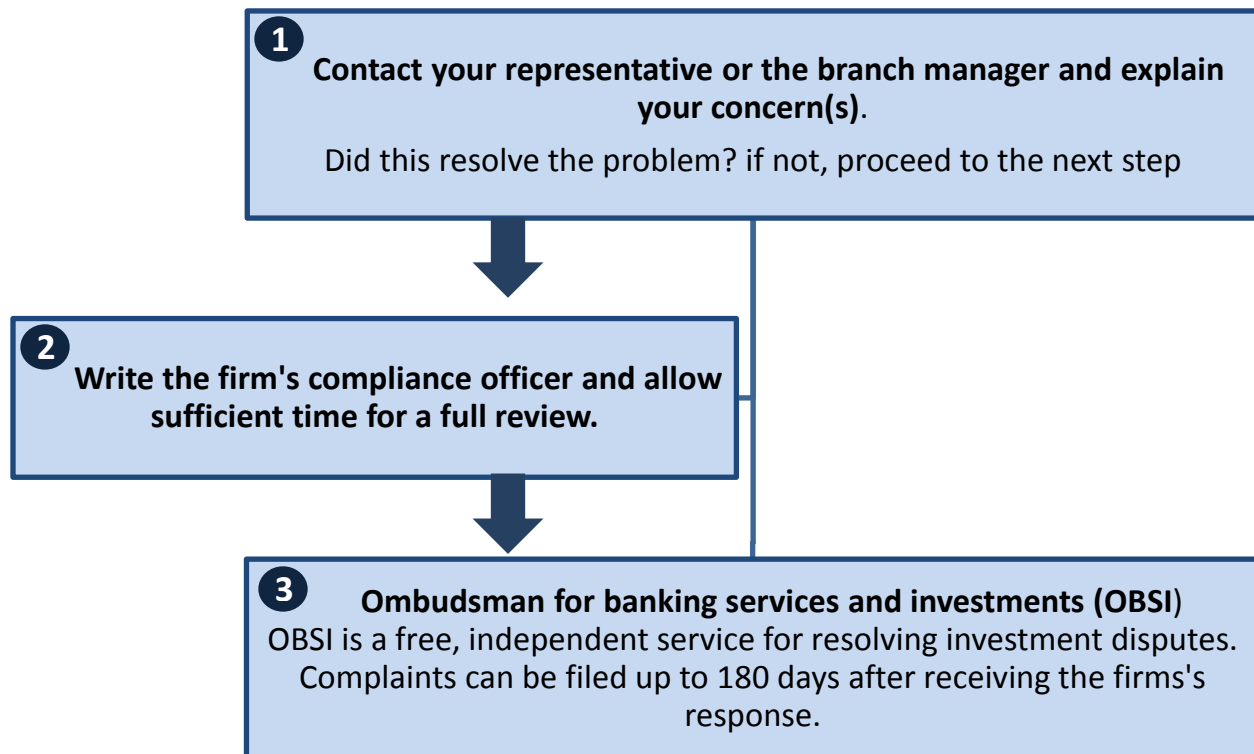 1
Contact your representative or the branch manager and explain
your concern(s).
Did this resolve the problem? if not, proceed to the next step
2
Write the firm's compliance officer and allow
sufficient time for a full review.
3
Ombudsman for banking services and investments (OBSI)
OBSI is a free, independent service for resolving investment disputes.
Complaints can be filed up to 180 days after receiving the firms's
response.